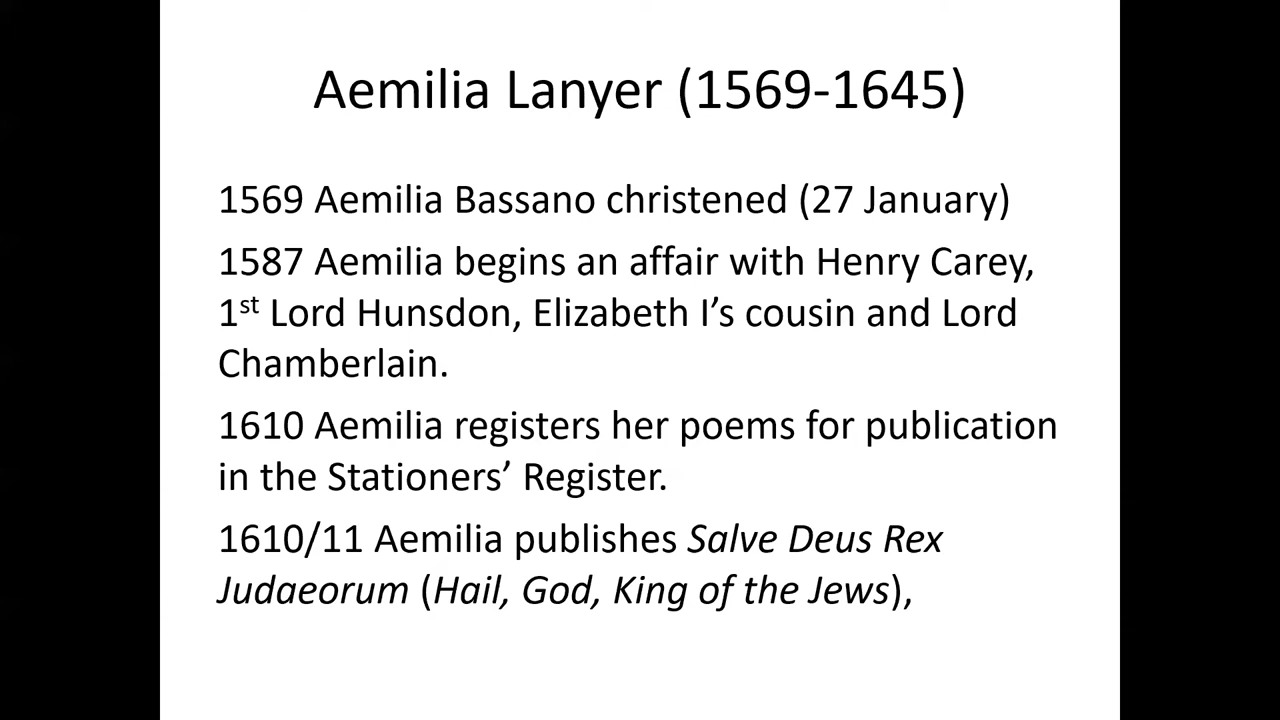 Aemilia Lanyer (1569-1645)
1569 Aemilia Bassano christened (27 January)
1587 Aemilia begins an affair with Henry Carey,
1st Lord Hunsdon, Elizabeth I’s cousin and Lord
Chamberlain.
1610 Aemilia registers her poems for publication
in the Stationers’ Register.
1610/11 Aemilia publishes Salve Deus Rex
Judaeorum (Hail, God, King of the Jews),